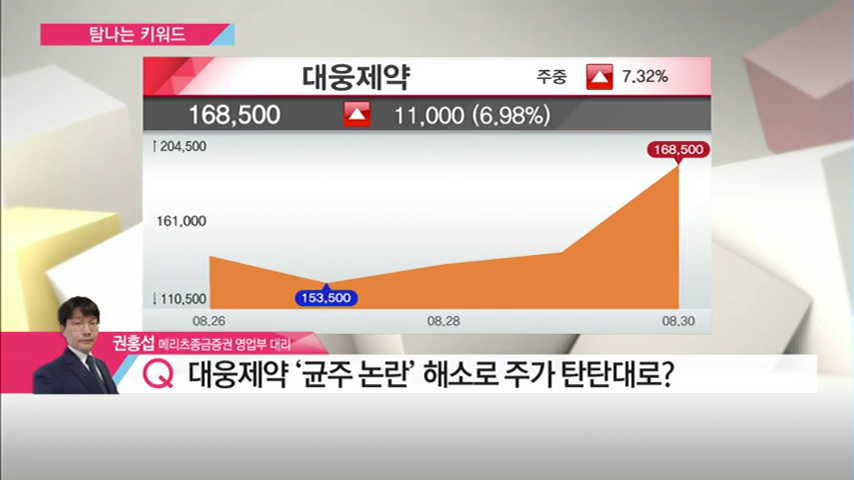 탐나는 키워드
대웅제약 주중 ▲ 7.32%
168,500 ▲ 11,000 (6.98%)
↑ 204,500
168,500
161,000
↓ 110,500
153,500
08.26 08.28 08.30
권홍섭 메리츠종금증권 영업부 대리
Q 대웅제약 ‘균주 논란’ 해소로 주가 탄탄대로?